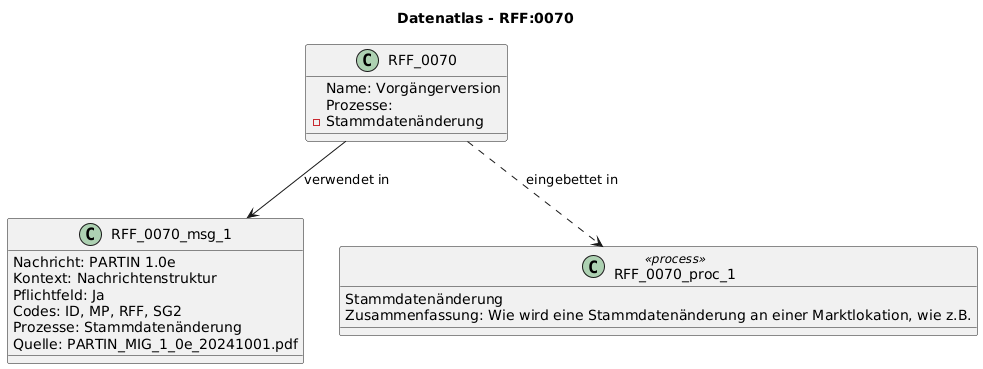 Datenatlas - RFF:0070
C RFF_0070
Name: Vorgängerversion
Prozesse:
Stammdatenänderung
verwendet in
eingebettet in
C RFF_0070_msg_1
Nachricht: PARTIN 1.0e
Kontext: Nachrichtenstruktur
Pflichtfeld: Ja
Codes: ID, MP, RFF, SG2
Prozesse: Stammdatenänderung
Quelle: PARTIN_MIG_1_0e_20241001.pdf
«process»
C RFF_0070_proc_1
Stammdatenänderung
Zusammenfassung: Wie wird eine Stammdatenänderung an einer Marktlokation, wie z.B.